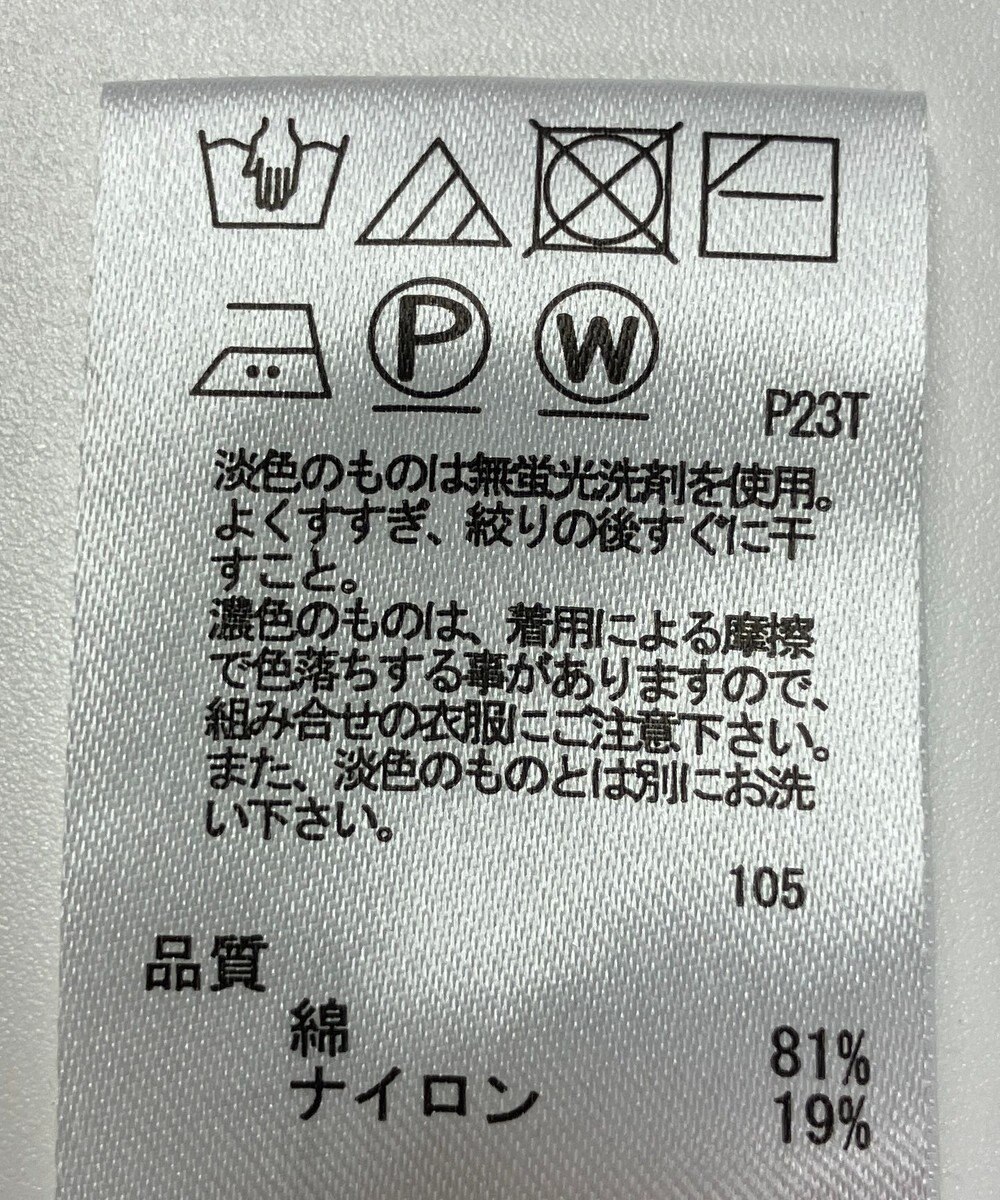 P W
P23T
淡色のものは無蛍光洗剤を使用。
よくすすぎ、絞りの後すぐに干
すこと。
濃色のものは、着用による摩擦
で色落ちする事がありますので、
組み合せの衣服にご注意下さい。
また、淡色のものとは別にお洗
い下さい。
105
品質
綿 81%
ナイロン 19%